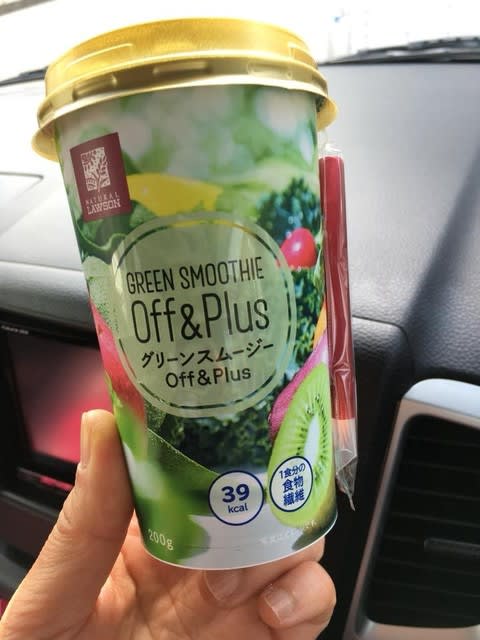 NATURAL
LAWSON
GREEN SMOOTHIE
Off&Plus
グリーンスムージー
Off&Plus
39
kcal
1食分の
食物
繊維
200g